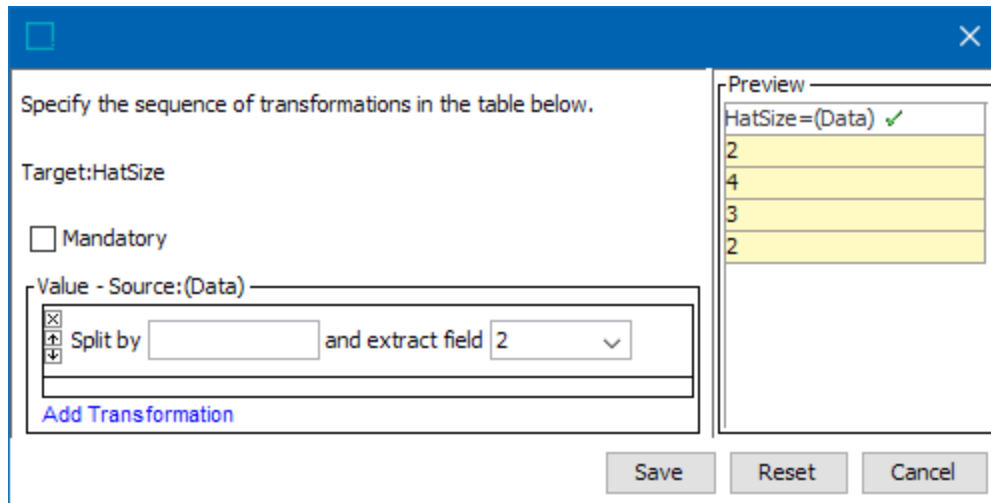 Specify the sequence of transformations in the table below.
Target:HatSize
Mandatory
Value - Source:(Data)
Split by and extract field 2
Add Transformation
Preview
HatSize=(Data) ✓
2
4
3
2
Save Reset Cancel